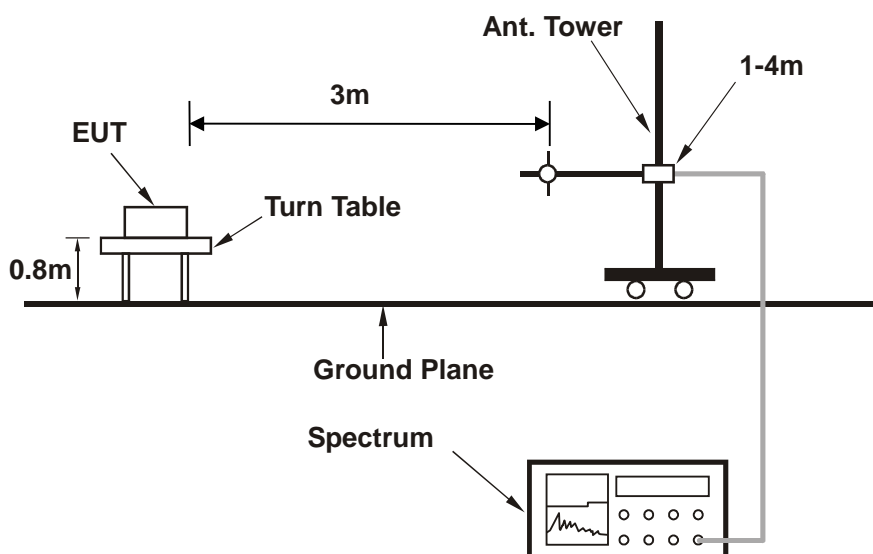 Ant. Tower
1-4m
3m
EUT
Turn Table
0.8m
Ground Plane
Spectrum